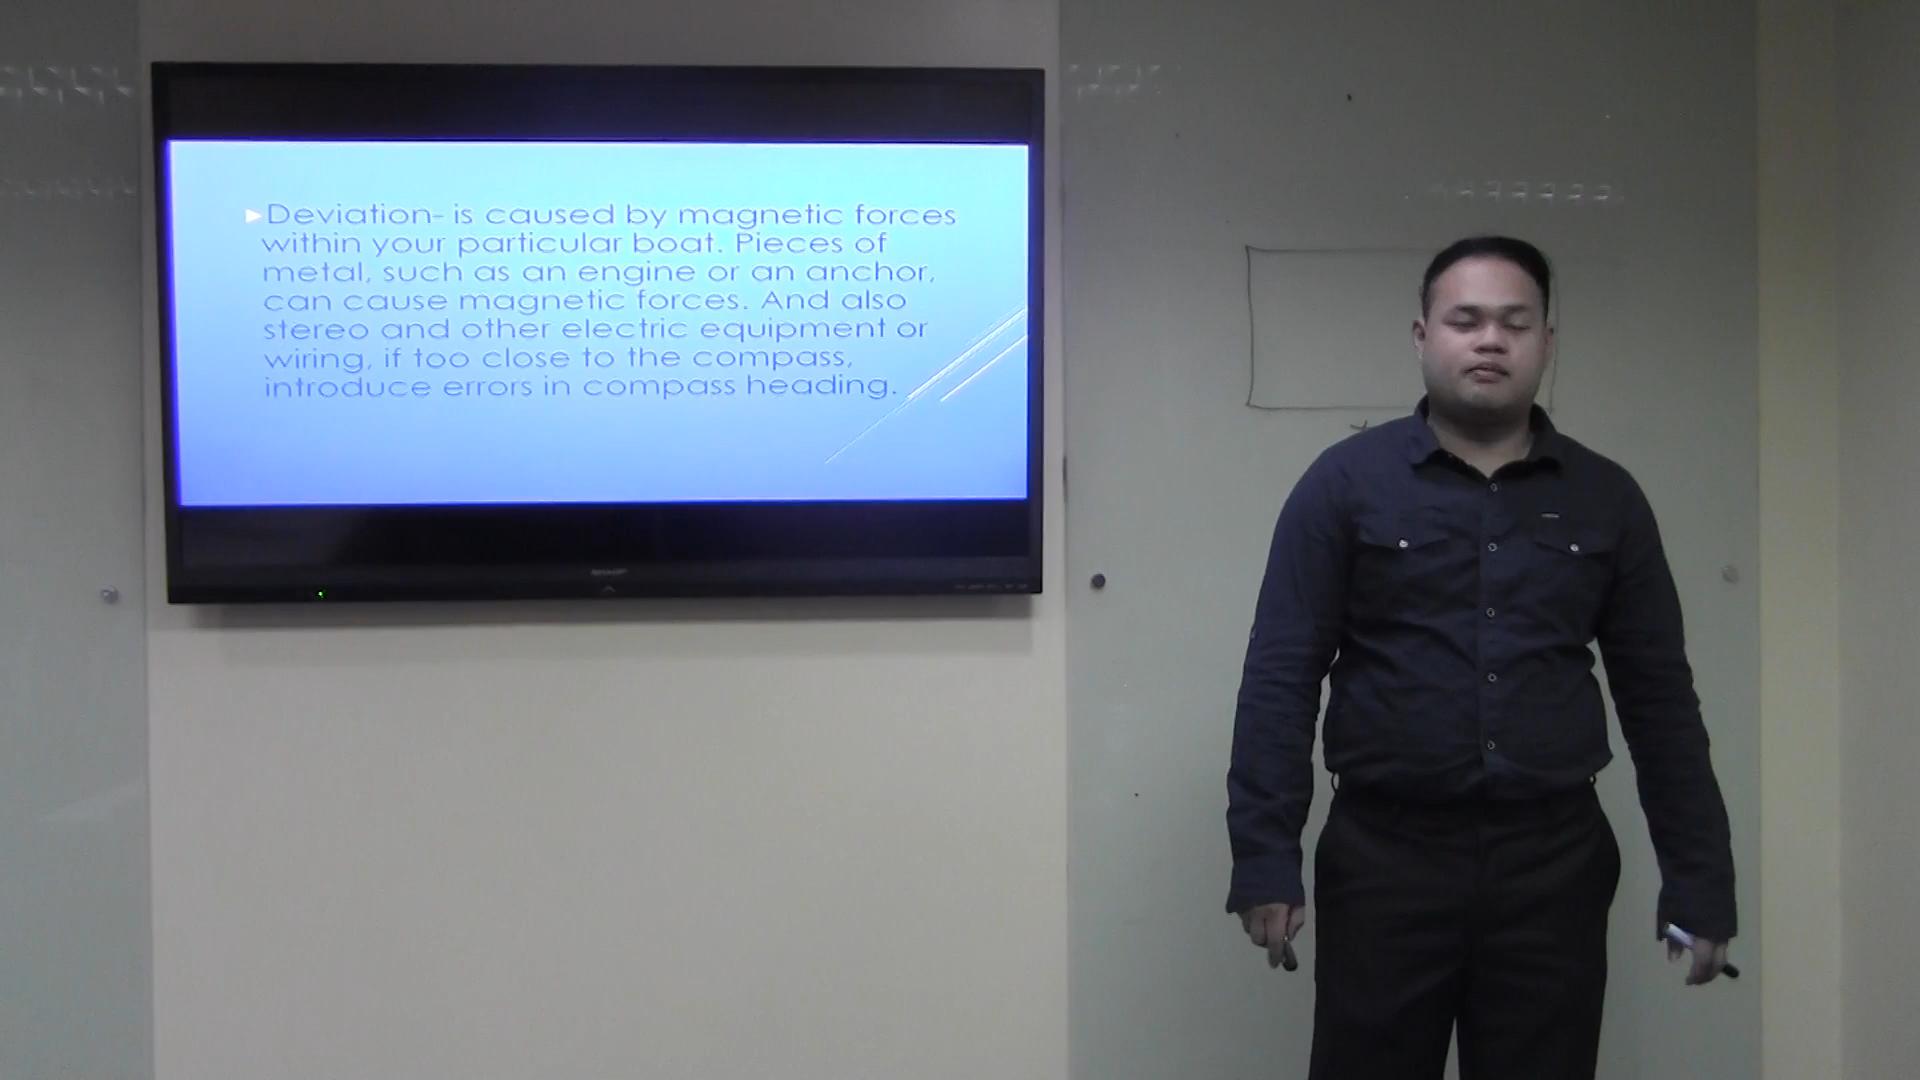 Deviation- is caused by magnetic forces
within your particular boat. Pieces of
metal, such as an engine or an anchor,
can cause magnetic forces. And also
stereo and other electric equipment or
wiring, if too close to the compass,
introduce errors in compass heading.
SHARP